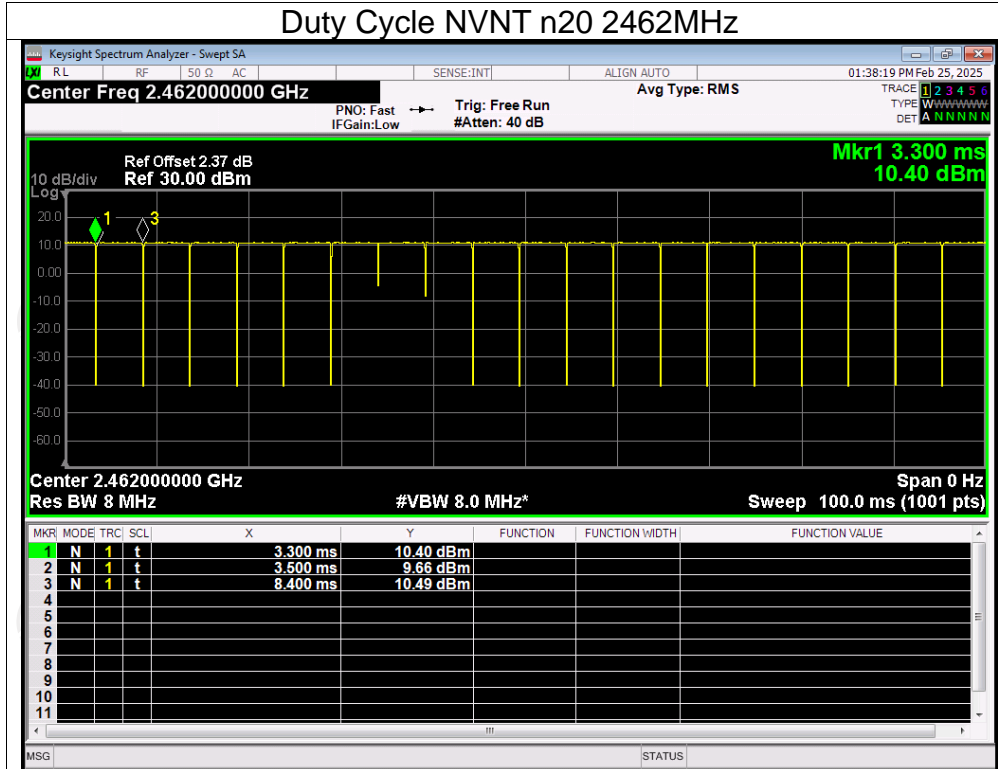 Duty Cycle NVNT n20 2462MHz
Keysight Spectrum Analyzer - Swept SA
LXI RL RF 50 Ω AC SENSE:INT ALIGN AUTO 01:38:19 PM Feb 25, 2025
Center Freq 2.462000000 GHz Avg Type: RMS TRACE 1 2 3 4 5 6
PNO: Fast Trig: Free Run TYPE WWWWWW
IFGain:Low #Atten: 40 dB DET A N N N N N
Mkr1 3.300 ms
Ref Offset 2.37 dB
10 dB/div Ref 30.00 dBm 10.40 dBm
Log
20.0
1 3
10.0
0.00
-10.0
-20.0
-30.0
-40.0
-50.0
-60.0
Center 2.462000000 GHz Span 0 Hz
Res BW 8 MHz #VBW 8.0 MHz* Sweep 100.0 ms (1001 pts)
MKR MODE TRC SCL X Y FUNCTION FUNCTION WIDTH FUNCTION VALUE
1 N 1 t 3.300 ms 10.40 dBm
2 N 1 t 3.500 ms 9.66 dBm
3 N 1 t 8.400 ms 10.49 dBm
4
5
6
7
8
9
10
11
MSG STATUS